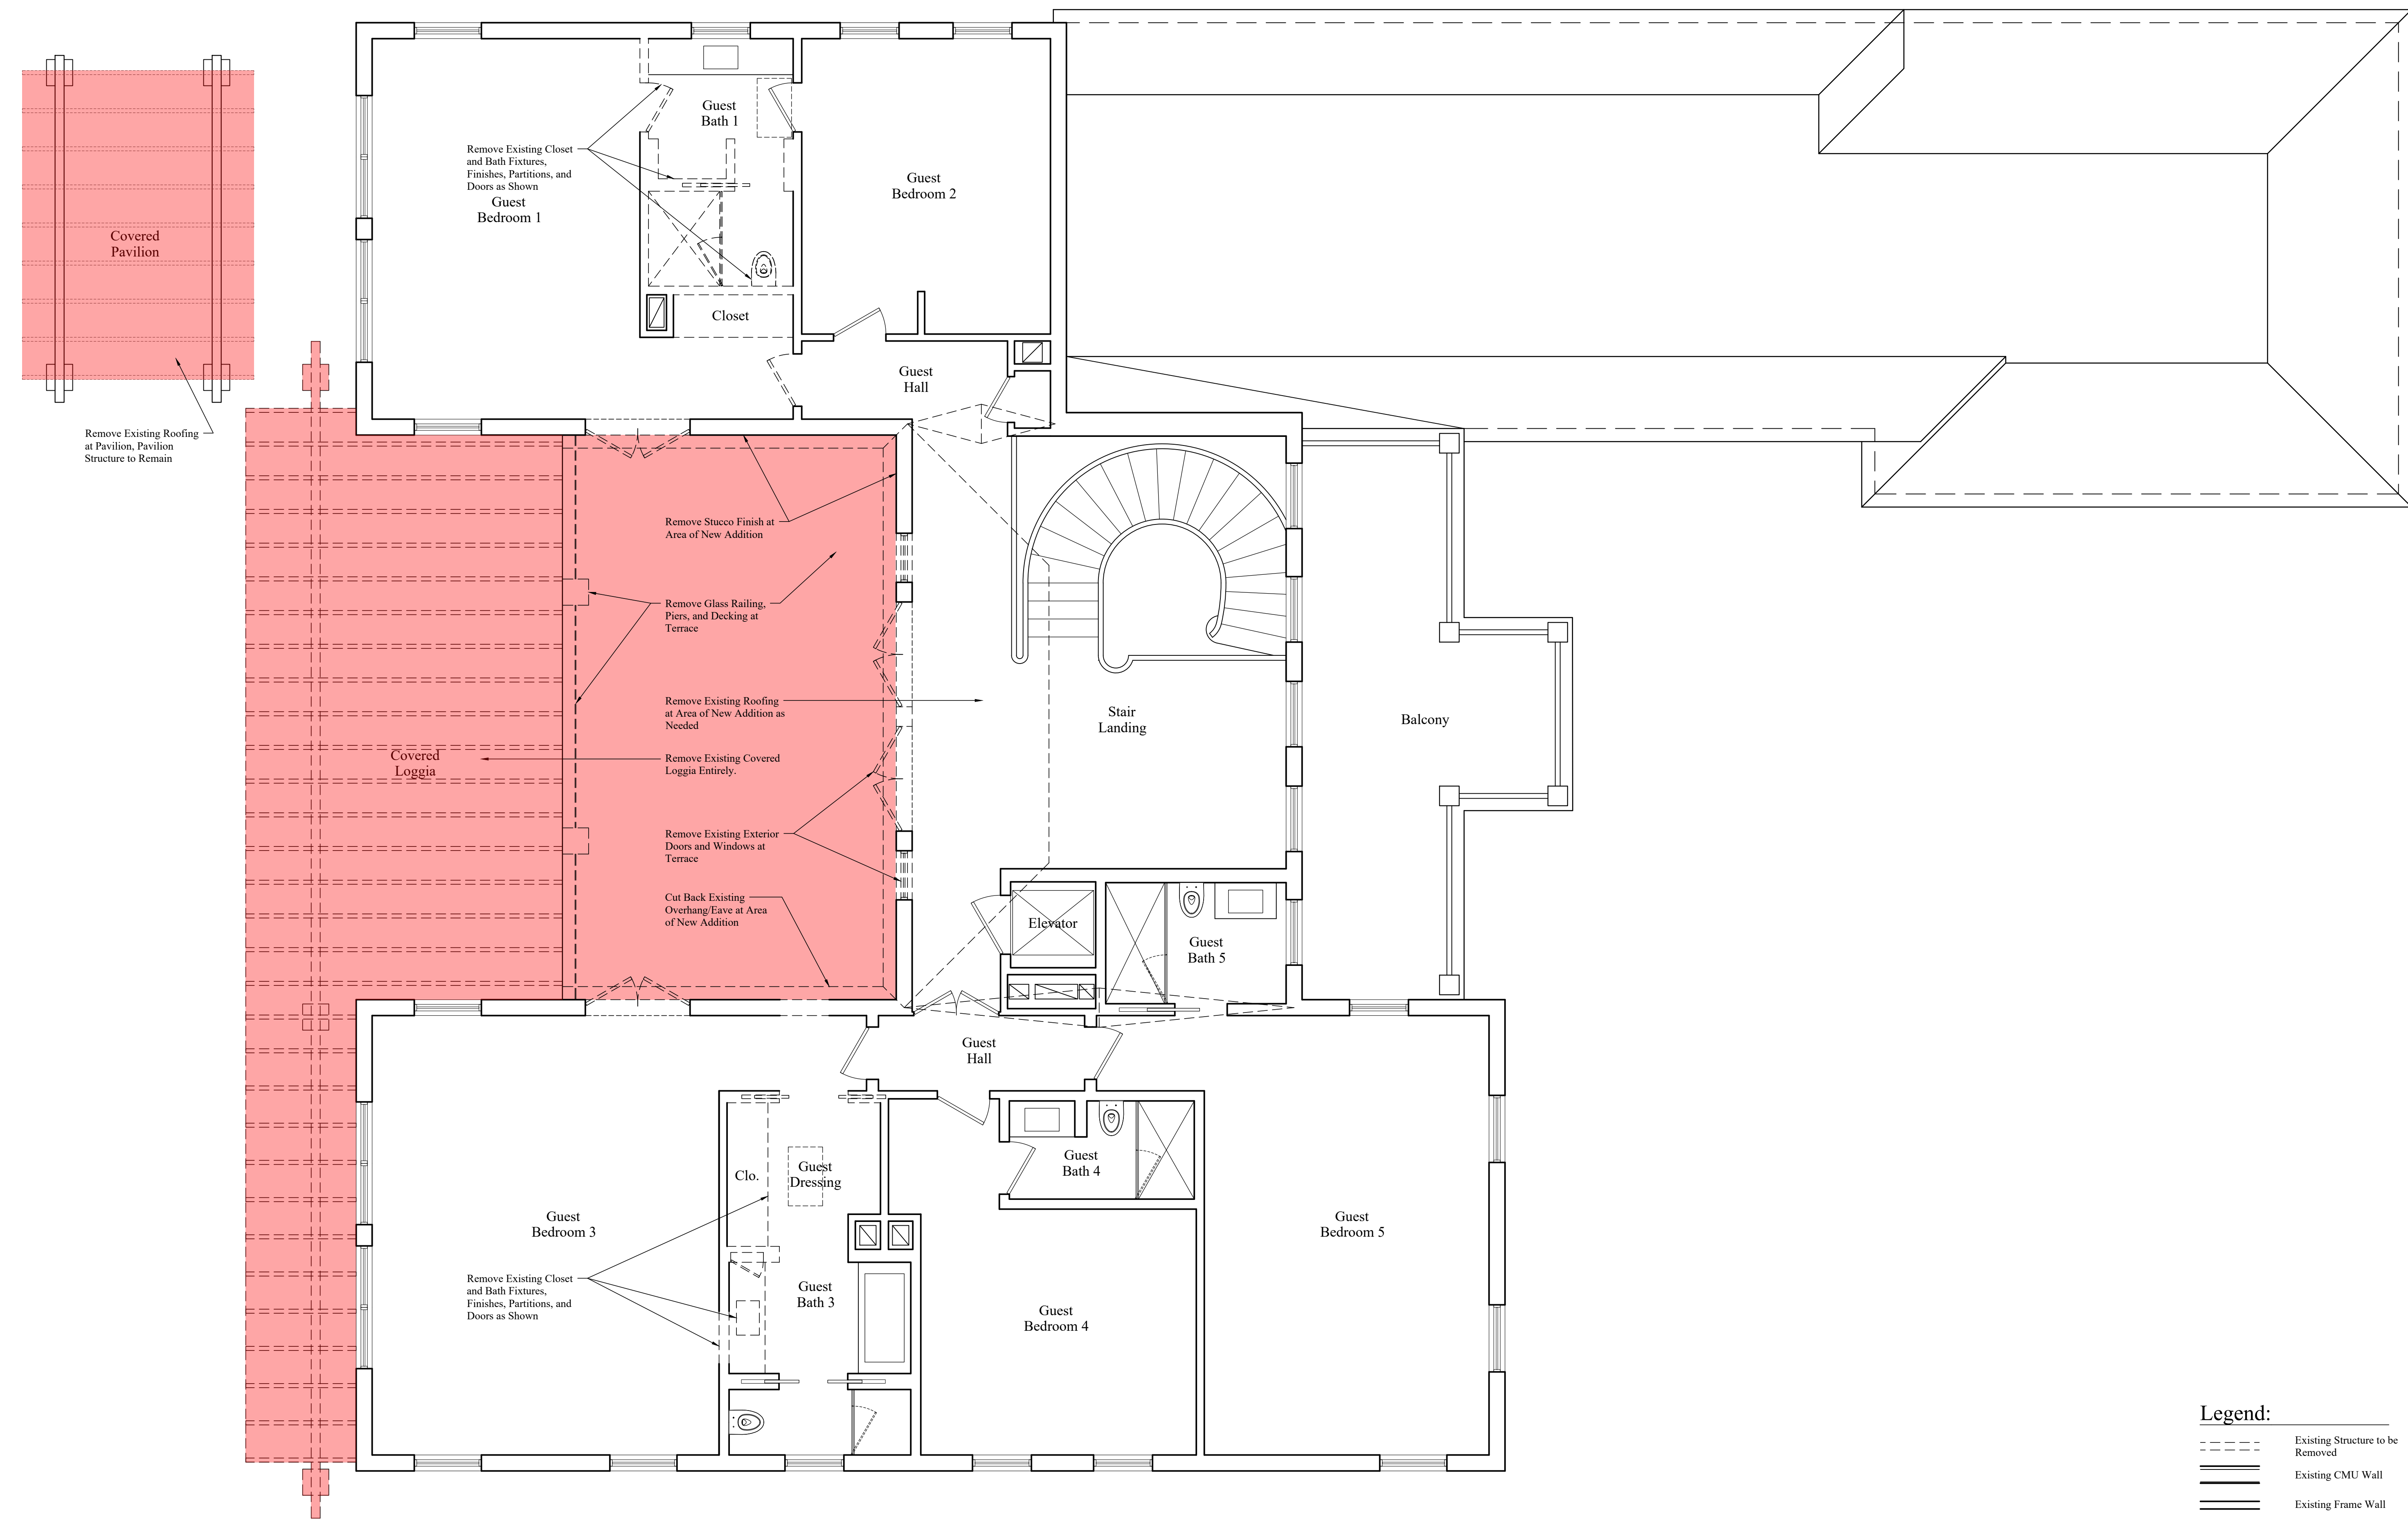 Covered
Pavilion
Remove Existing Roofing
at Pavilion, Pavilion
Structure to Remain
Remove Existing Closet
and Bath Fixtures,
Finishes, Partitions, and
Doors as Shown
Guest
Bedroom 1
Guest
Bath 1
Closet
Guest
Bedroom 2
Guest
Hall
Remove Stucco Finish at
Area of New Addition
Remove Glass Railing,
Piers, and Decking at
Terrace
Remove Existing Roofing
at Area of New Addition as
Needed
Remove Existing Covered
Loggia Entirely.
Covered
Loggia
Remove Existing Exterior
Doors and Windows at
Terrace
Cut Back Existing
Overhang/Eave at Area
of New Addition
Stair
Landing
Balcony
Elevator
Guest
Bath 5
Guest
Hall
Clo.
Guest
Dressing
Guest
Bedroom 3
Remove Existing Closet
and Bath Fixtures,
Finishes, Partitions, and
Doors as Shown
Guest
Bath 3
Guest
Bath 4
Guest
Bedroom 4
Guest
Bedroom 5
Legend:
Existing Structure to be
Removed
Existing CMU Wall
Existing Frame Wall